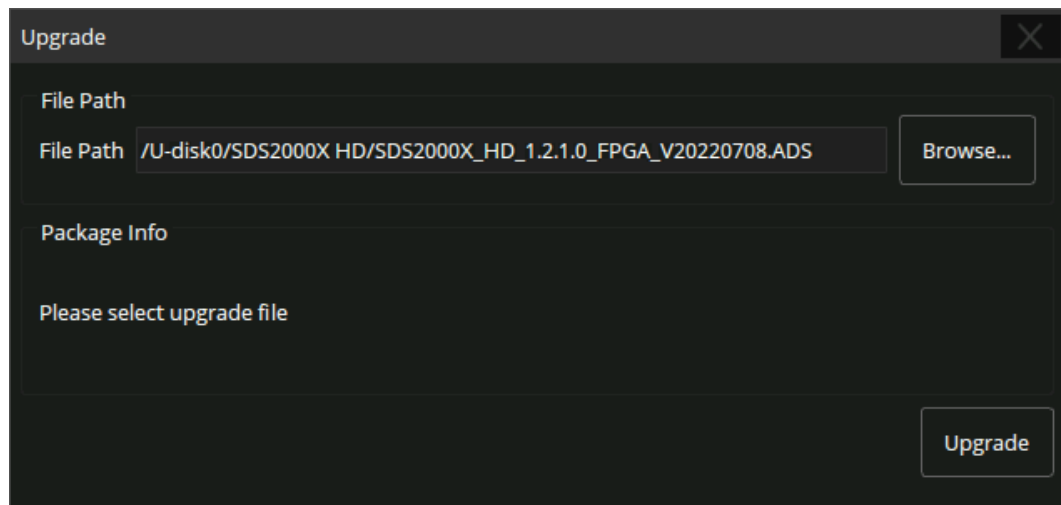 Upgrade
File Path
File Path /U-disk0/SDS2000X HD/SDS2000X_HD_1.2.1.0_FPGA_V20220708.ADS Browse...
Package Info
Please select upgrade file
Upgrade